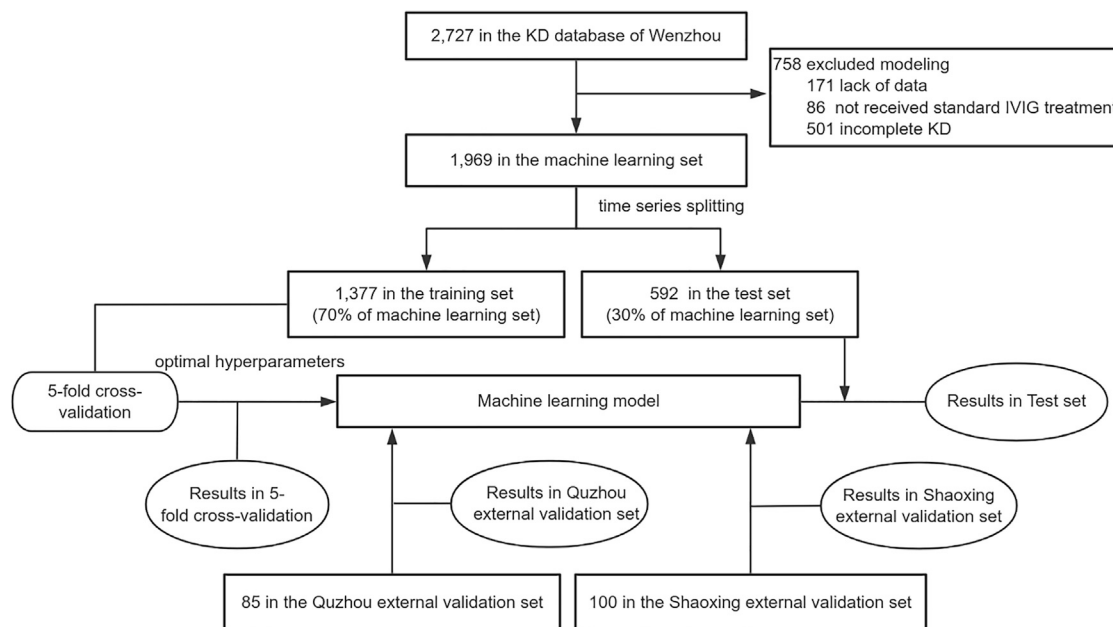 2,727 in the KD database of Wenzhou
758 excluded modeling
171 lack of data
86 not received standard IVIG treatment
501 incomplete KD
1,969 in the machine learning set
time series splitting
1,377 in the training set
(70% of machine learning set)
592 in the test set
(30% of machine learning set)
optimal hyperparameters
5-fold cross-
validation
Machine learning model
Results in Test set
Results in 5-
fold cross-validation
Results in Quzhou
external validation set
Results in Shaoxing
external validation set
85 in the Quzhou external validation set
100 in the Shaoxing external validation set